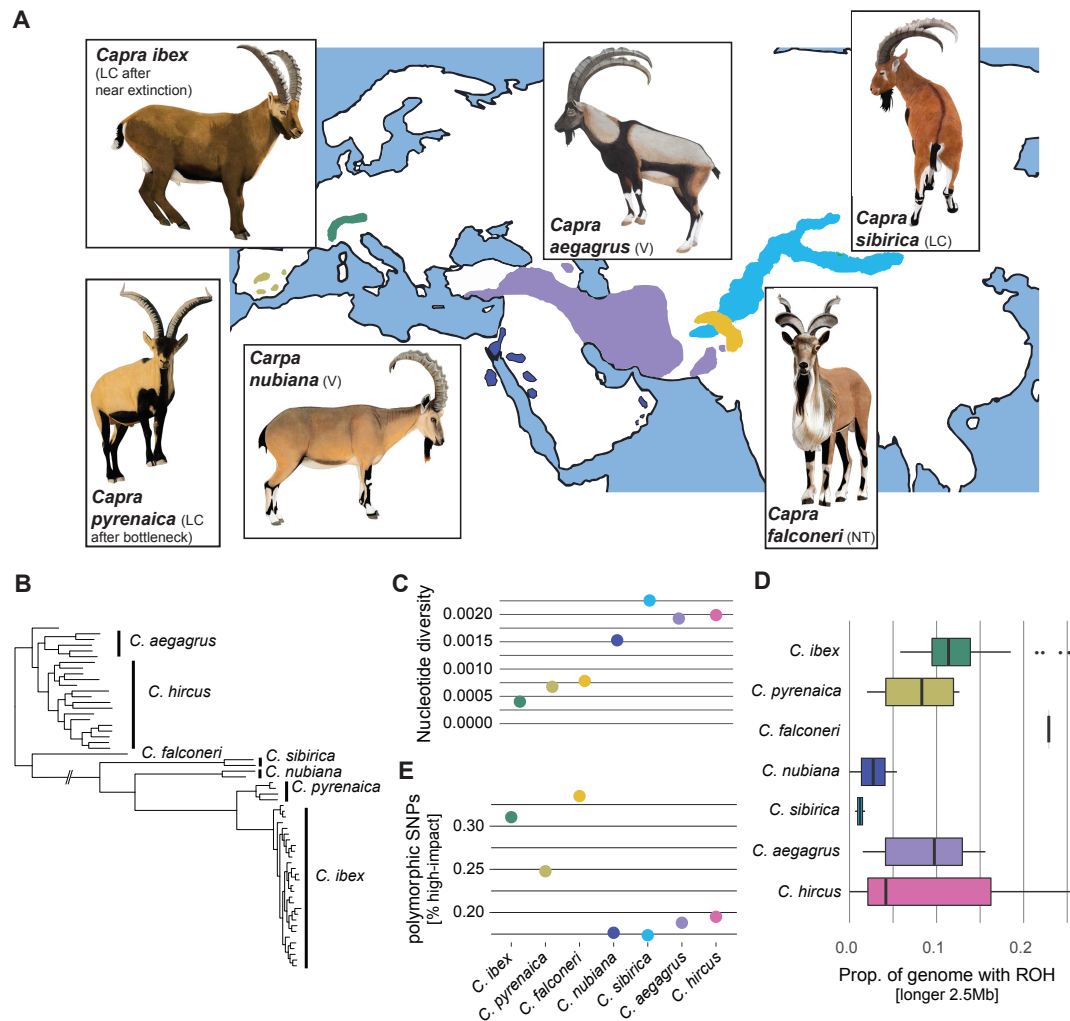 A
Capra ibex
(LC after
near extinction)
Capra
aegagrus (V)
Capra
sibirica (LC)
Capra
pyrenaica (LC
after bottleneck)
Carpa
nubiana (V)
Capra
falconeri (NT)
B
C. aegagrus
C. hircus
C. falconeri
C. sibirica
C. nubiana
C. pyrenaica
C. ibex
C
Nucleotide diversity
0.0020
0.0015
0.0010
0.0005
0.0000
E
polymorphic SNPs
[% high-impact]
0.30
0.25
0.20
C. ibex
C. pyrenaica
C. falconeri
C. nubiana
C. sibirica
C. aegagrus
C. hircus
D
C. ibex
C. pyrenaica
C. falconeri
C. nubiana
C. sibirica
C. aegagrus
C. hircus
0.0 0.1 0.2
Prop. of genome with ROH
[longer 2.5Mb]